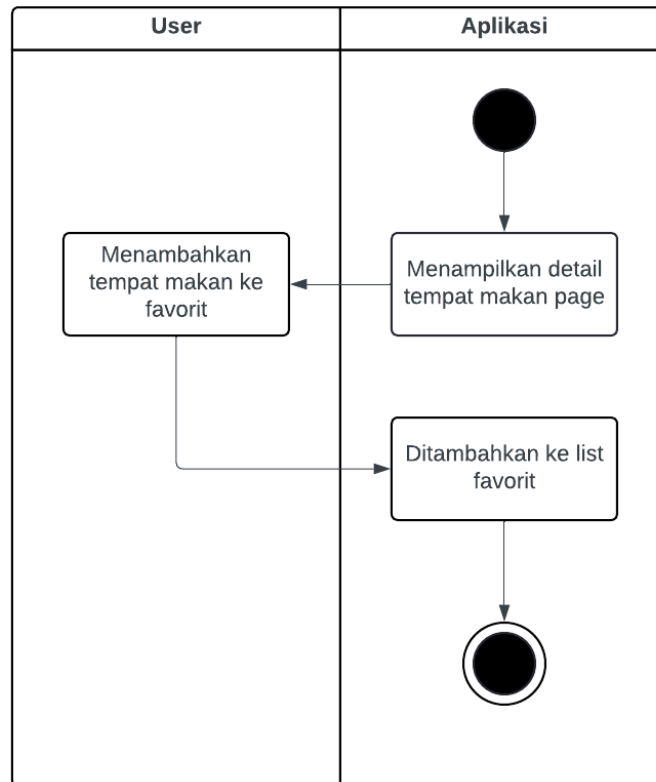 User
Aplikasi
Menambahkan
tempat makan ke
favorit
Menampilkan detail
tempat makan page
Ditambahkan ke list
favorit